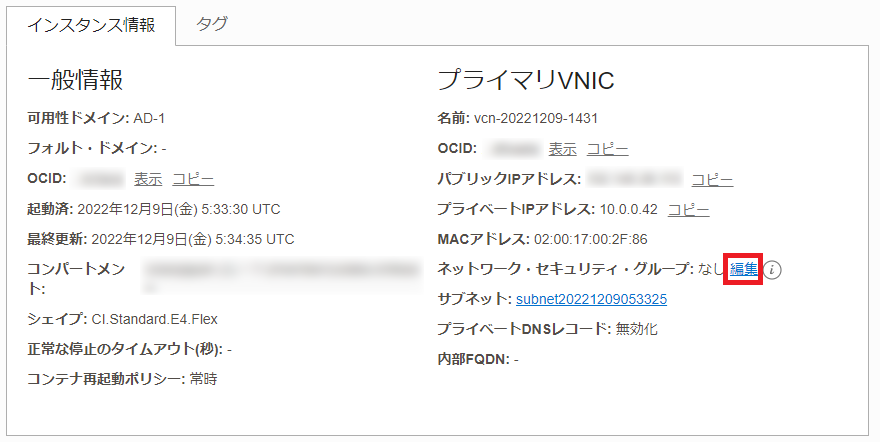 インスタンス情報
タグ
一般情報
可用性ドメイン: AD-1
フォルト・ドメイン: -
OCID: 表示 コピー
起動済: 2022年12月9日(金) 5:33:30 UTC
最終更新: 2022年12月9日(金) 5:34:35 UTC
コンパートメン
ト:
シェイプ: CI.Standard.E4.Flex
正常な停止のタイムアウト(秒): -
コンテナ再起動ポリシー: 常時
プライマリVNIC
名前: vcn-20221209-1431
OCID: 表示 コピー
パブリックIPアドレス: コピー
プライベートIPアドレス: 10.0.0.42 コピー
MACアドレス: 02:00:17:00:2F:86
ネットワーク・セキュリティ・グループ: なし 編集 i
サブネット: subnet20221209053325
プライベートDNSレコード: 無効化
内部FQDN: -